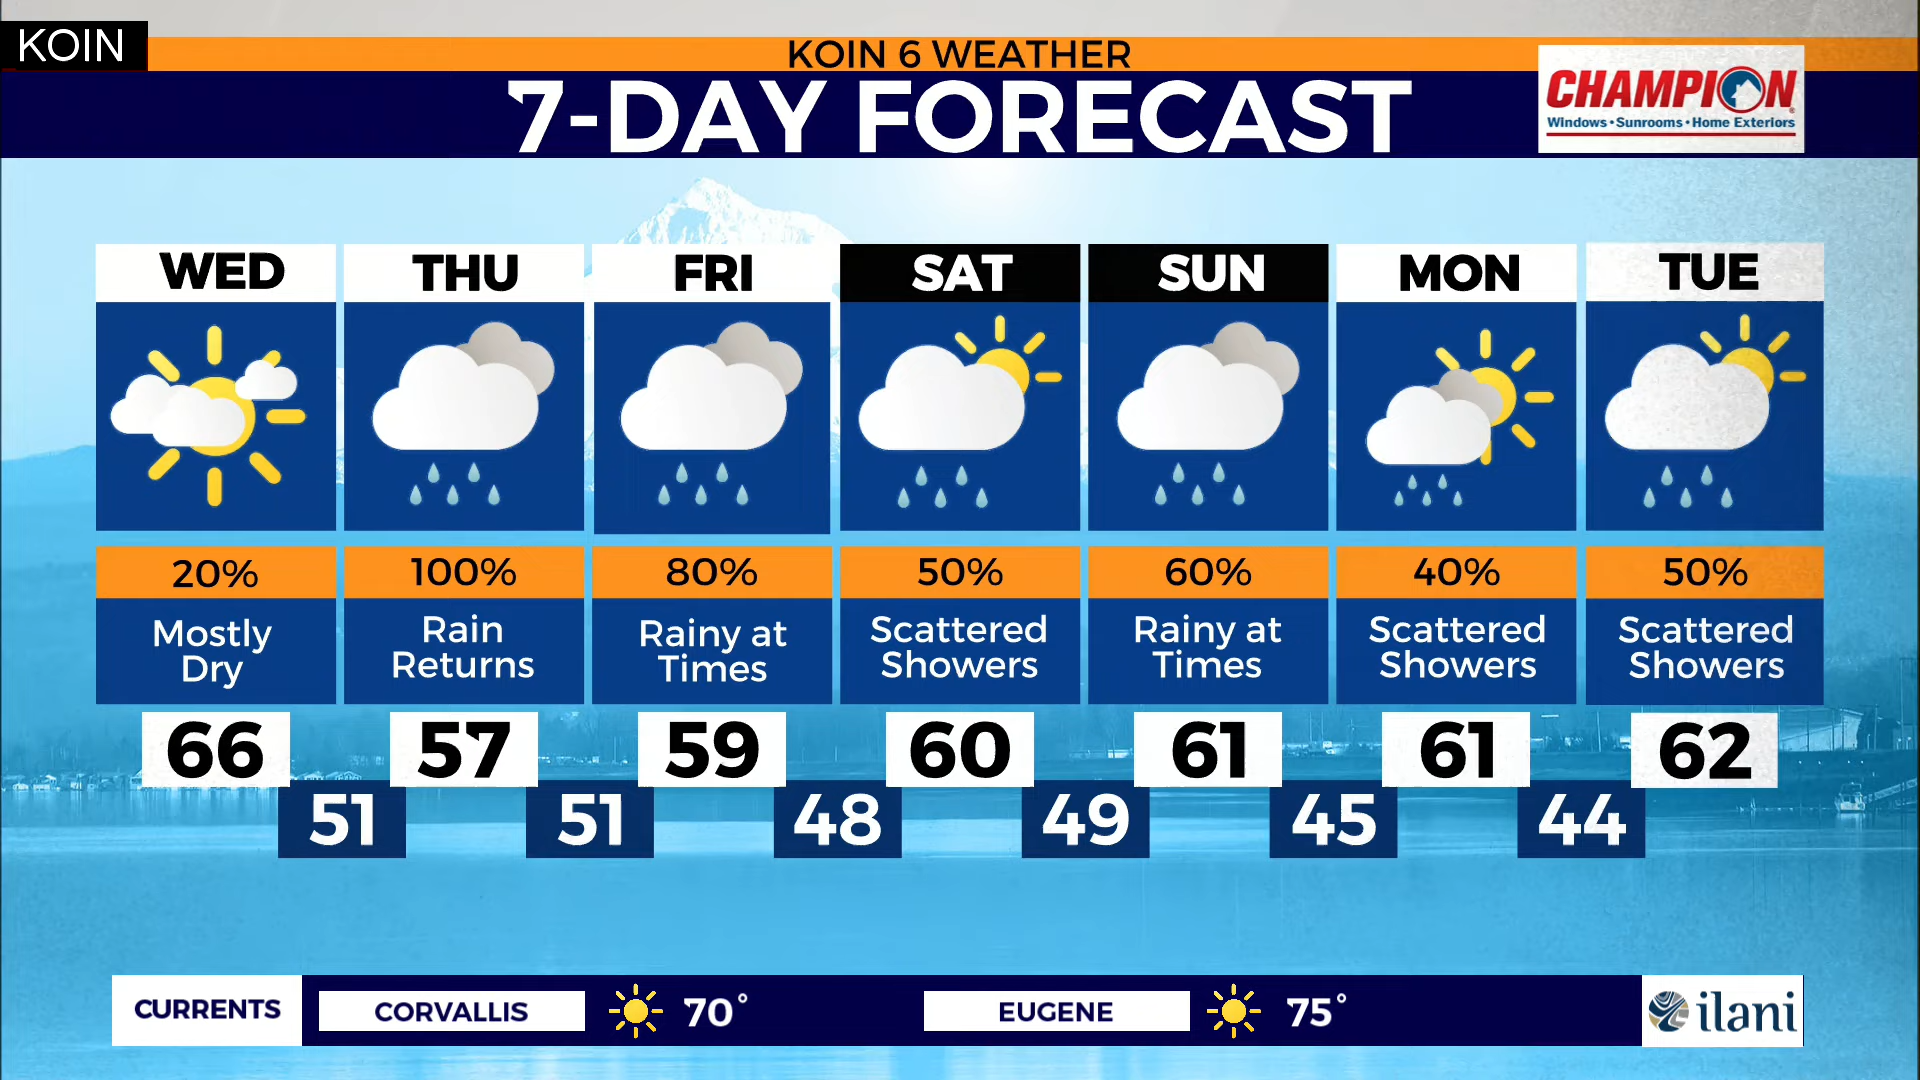 KOIN
KOIN 6 WEATHER
7-DAY FORECAST
CHAMPION
Windows • Sunrooms • Home Exteriors
WED THU FRI SAT SUN MON TUE
20% 100% 80% 50% 60% 40% 50%
Mostly Rain Rainy at Scattered Rainy at Scattered Scattered
Dry Returns Times Showers Times Showers Showers
66 57 59 60 61 61 62
51 51 48 49 45 44
CURRENTS CORVALLIS 70° EUGENE 75° ilani